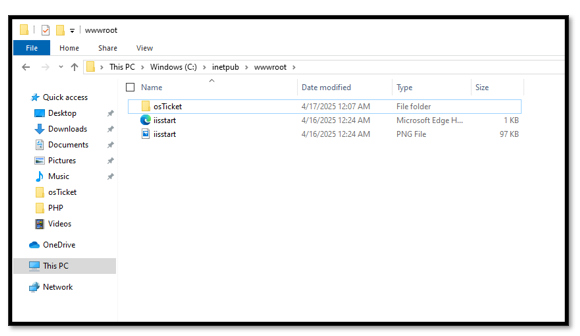 wwwroot
File Home Share View
This PC Windows (C:) inetpub wwwroot
Name Date modified Type Size
Quick access
Desktop
Downloads
Documents
Pictures
Music
osTicket
PHP
Videos
OneDrive
This PC
Network
osTicket 4/17/2025 12:07 AM File folder
iisstart 4/16/2025 12:24 AM Microsoft Edge H... 1 KB
iisstart 4/16/2025 12:24 AM PNG File 97 KB